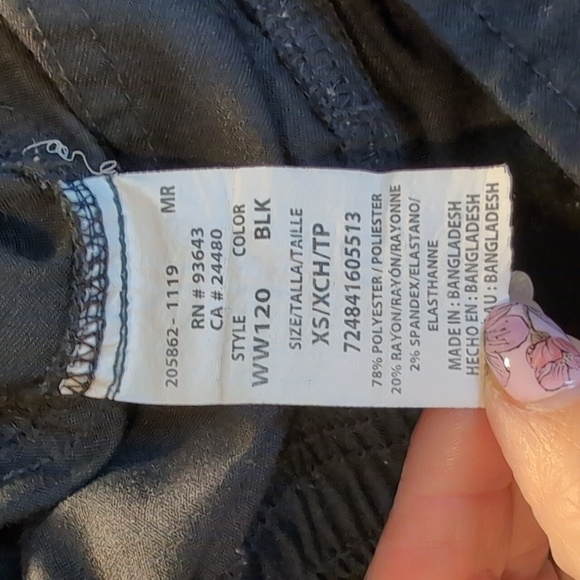 205862-1119 MR
RN # 93643
CA # 24480
STYLE COLOR
WW120 BLK
SIZE/TALLA/TAILLE
XS/XCH/TP
724841605513
78% POLYESTER / POLIESTER
20% RAYON/RAYÓN/RAYONNE
2% SPANDEX/ELASTANO/
ELASTHANNE
MADE IN : BANGLADESH
HECHO EN : BANGLADESH
U : BANGLADESH